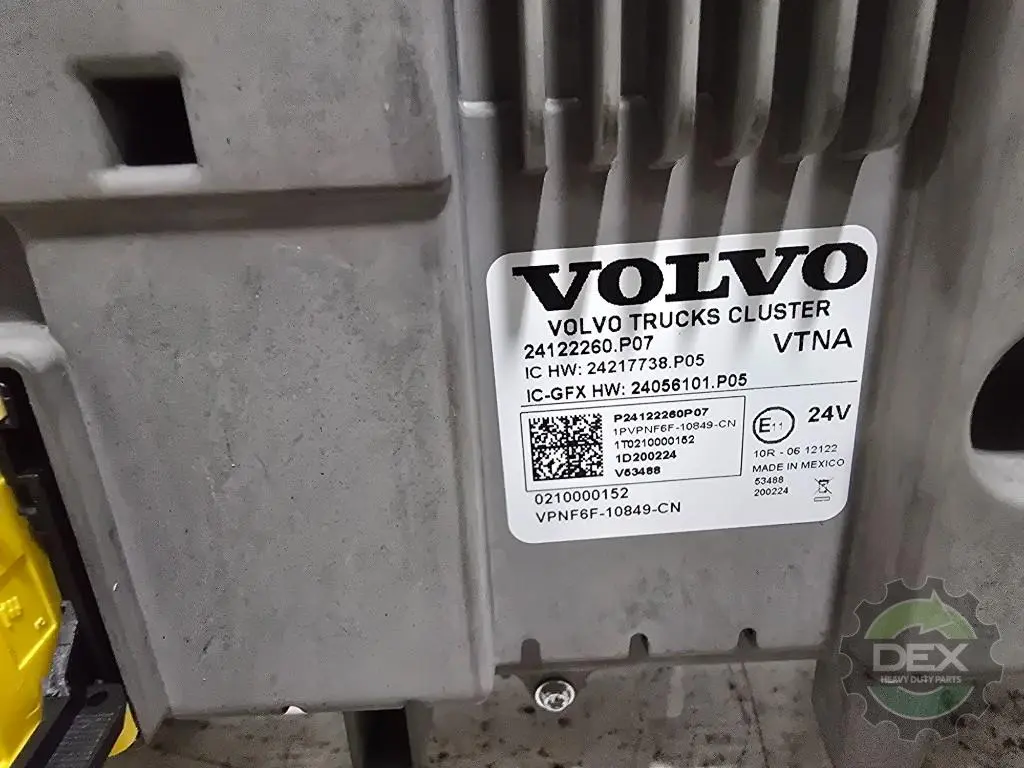 VOLVO
VOLVO TRUCKS CLUSTER
24122260.P07
VTNA
IC HW: 24217738.P05
IC-GFX HW: 24056101.P05
P24122260P07
1PVPNF6F-10849-CN
1T0210000152
1D200224
V53488
E11
24V
10R - 06 12122
MADE IN MEXICO
53488
200224
0210000152
VPNF6F-10849-CN
DEX
HEAVY DUTY PARTS